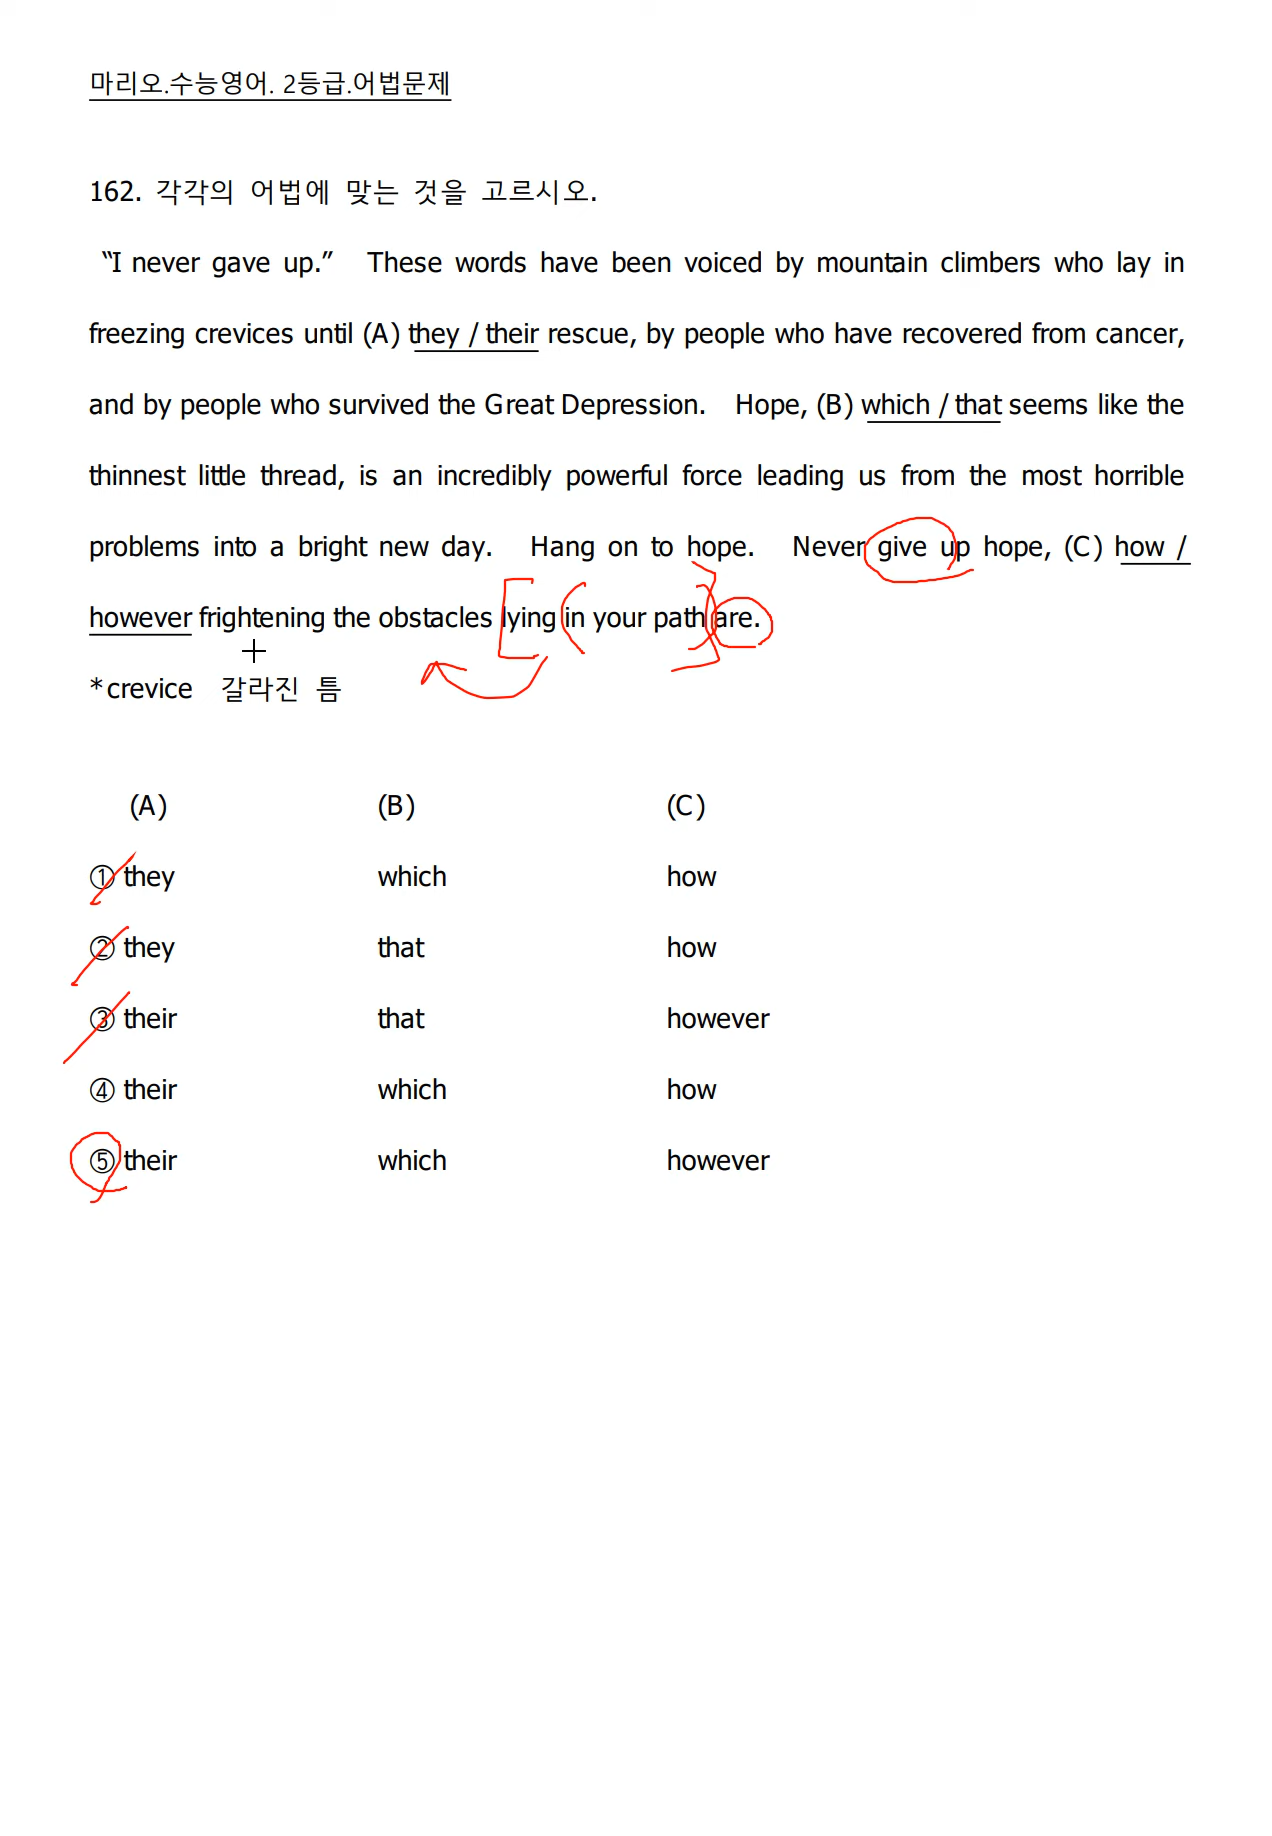 마리오.수능영어. 2등급.어법문제
162. 각각의 어법에 맞는 것을 고르시오.
“I never gave up.” These words have been voiced by mountain climbers who lay in
freezing crevices until (A) they / their rescue, by people who have recovered from cancer,
and by people who survived the Great Depression. Hope, (B) which / that seems like the
thinnest little thread, is an incredibly powerful force leading us from the most horrible
problems into a bright new day. Hang on to hope. Never give up hope, (C) how /
however frightening the obstacles lying in your path are.
*crevice 갈라진 틈
(A) (B) (C)
① they which how
② they that how
③ their that however
④ their which how
⑤ their which however